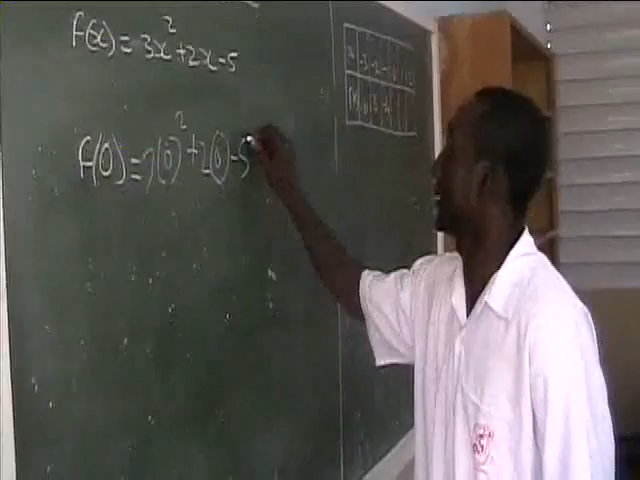 f(x) = 3x² + 2x - 5
f(0) = 3(0)² + 2(0) - 5